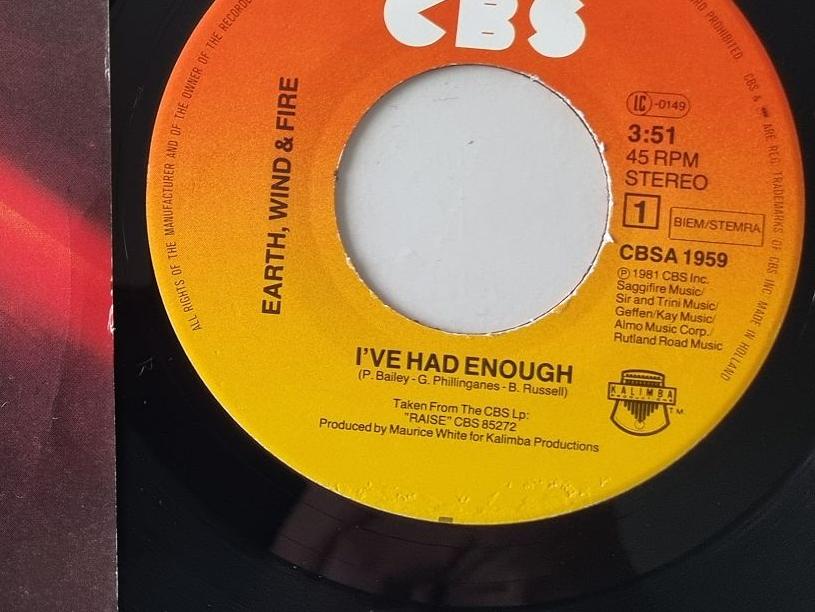 CBS
ALL RIGHTS OF THE MANUFACTURER AND OF THE OWNER OF THE RECORDED
PROHIBITED. CBS & ARE REG. TRADEMARKS OF CBS INC MADE IN HOLLAND
EARTH, WIND & FIRE
LC -0149
3:51
45 RPM
STEREO
1 BIEM/STEMRA
CBSA 1959
℗ 1981 CBS Inc.
Saggifire Music/
Sir and Trini Music/
Geffen/Kay Music/
Almo Music Corp./
Rutland Road Music
I'VE HAD ENOUGH
(P. Bailey - G. Phillinganes - B. Russell)
Taken From The CBS Lp:
"RAISE" CBS 85272
Produced by Maurice White for Kalimba Productions
KALIMBA
PRODUCTIONS
T.M.